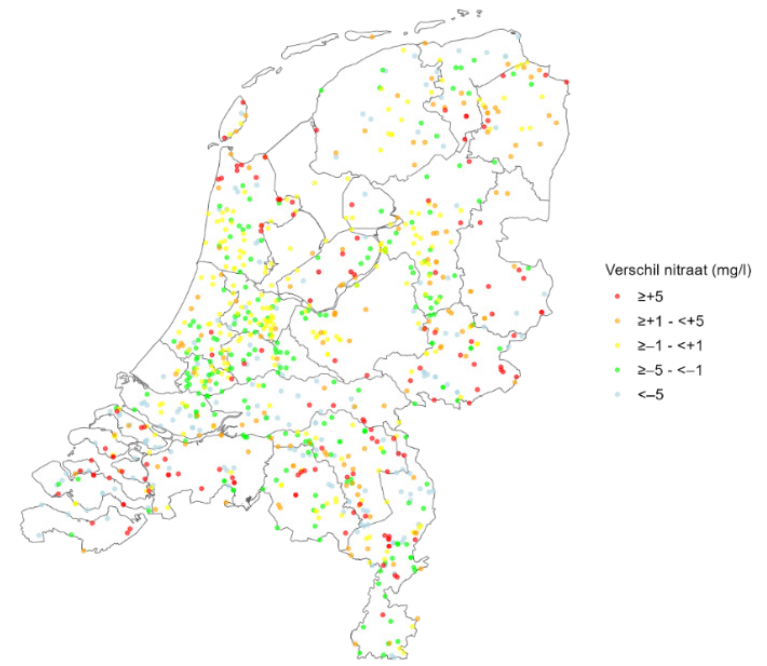 Verschil nitraat (mg/l)
≥+5
≥+1 - <+5
≥–1 - <+1
≥–5 - <–1
<–5